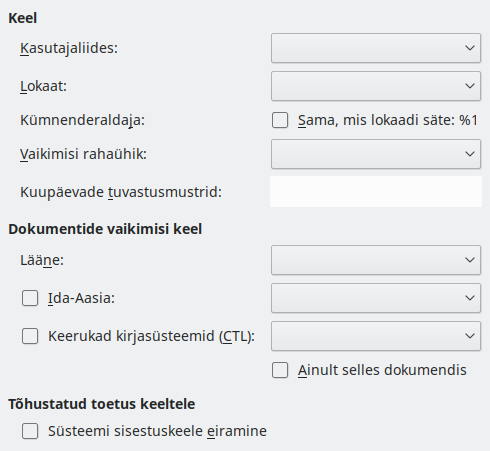 Keel
Kasutajaliides:
Lokaat:
Kümnenderaldaja:
Sama, mis lokaadi säte: %1
Vaikimisi rahaühik:
Kuupäevade tuvastusmustrid:
Dokumentide vaikimisi keel
Lääne:
Ida-Aasia:
Keerukad kirjasüsteemid (CTL):
Ainult selles dokumendis
Tõhustatud toetus keeltele
Süsteemi sisestuskeele eiramine